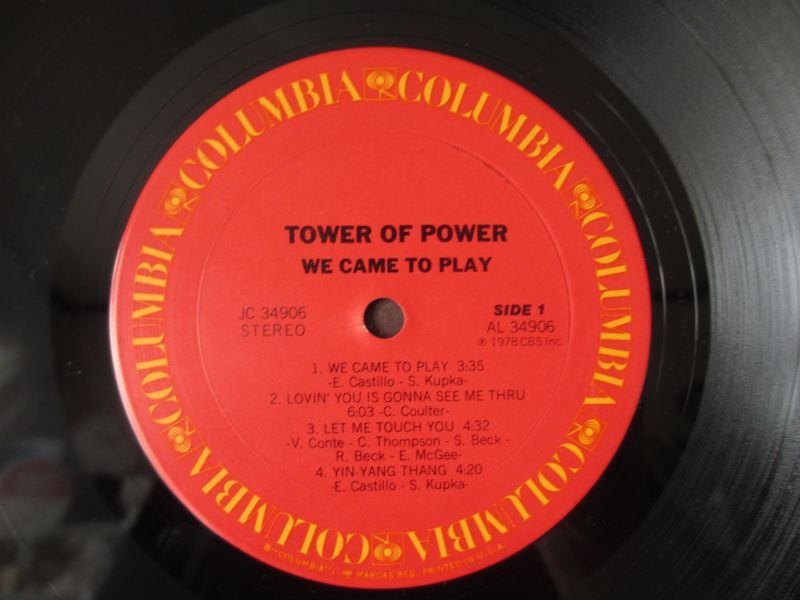 COLUMBIA COLUMBIA COLUMBIA COLUMBIA COLUMBIA COLUMBIA COLUMBIA COLUMBIA
TOWER OF POWER
WE CAME TO PLAY
JC 34906
STEREO
SIDE 1
AL 34906
℗ 1978 CBS Inc.
1. WE CAME TO PLAY 3:35
-E. Castillo - S. Kupka-
2. LOVIN' YOU IS GONNA SEE ME THRU
6:03 -C. Coulter-
3. LET ME TOUCH YOU 4:32
-V. Conte - C. Thompson - S. Beck -
R. Beck - E. McGee-
4. YIN-YANG THANG 4:20
-E. Castillo - S. Kupka-
"COLUMBIA", MARCAS REG. PRINTED IN U.S.A.